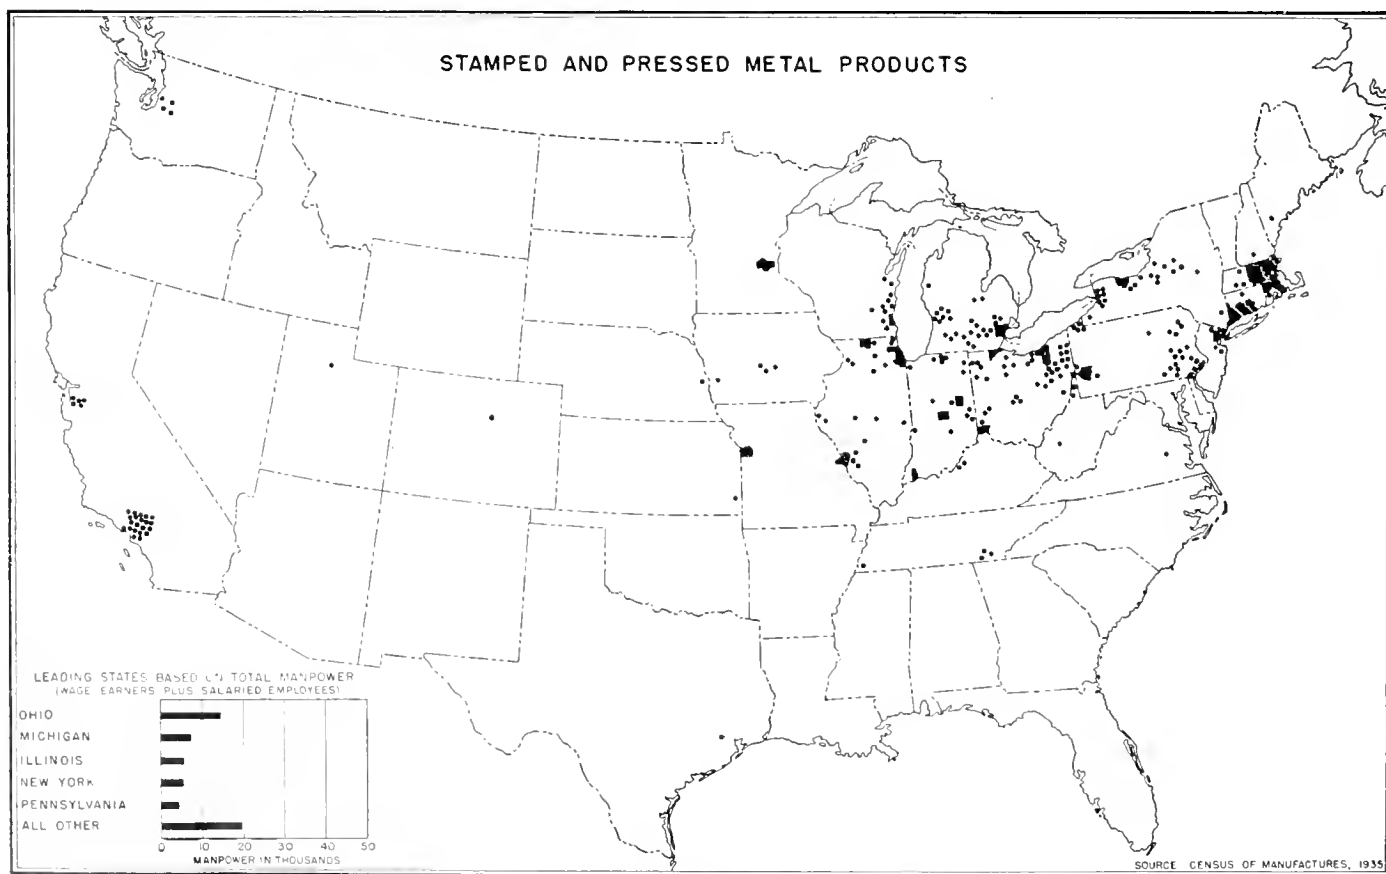 STAMPED AND PRESSED METAL PRODUCTS
LEADING STATES BASED ON TOTAL MANPOWER
(WAGE EARNERS PLUS SALARIED EMPLOYEES)
OHIO
MICHIGAN
ILLINOIS
NEW YORK
PENNSYLVANIA
ALL OTHER
0 10 20 30 40 50
MANPOWER IN THOUSANDS
SOURCE CENSUS OF MANUFACTURES, 1935